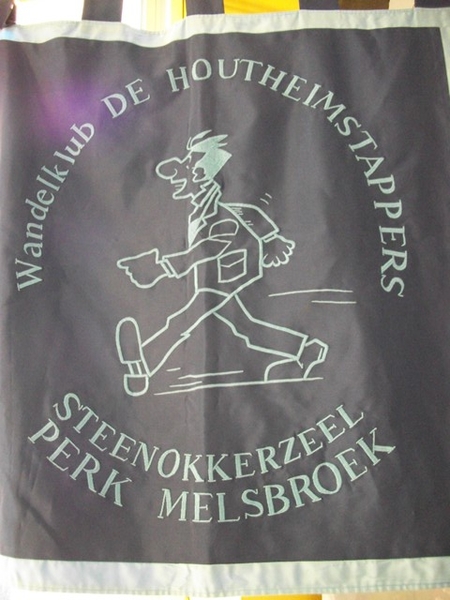 Wandelklub DE HOUTHEIMSTAPPERS
STEENOKKERZEEL
PERK MELSBROEK